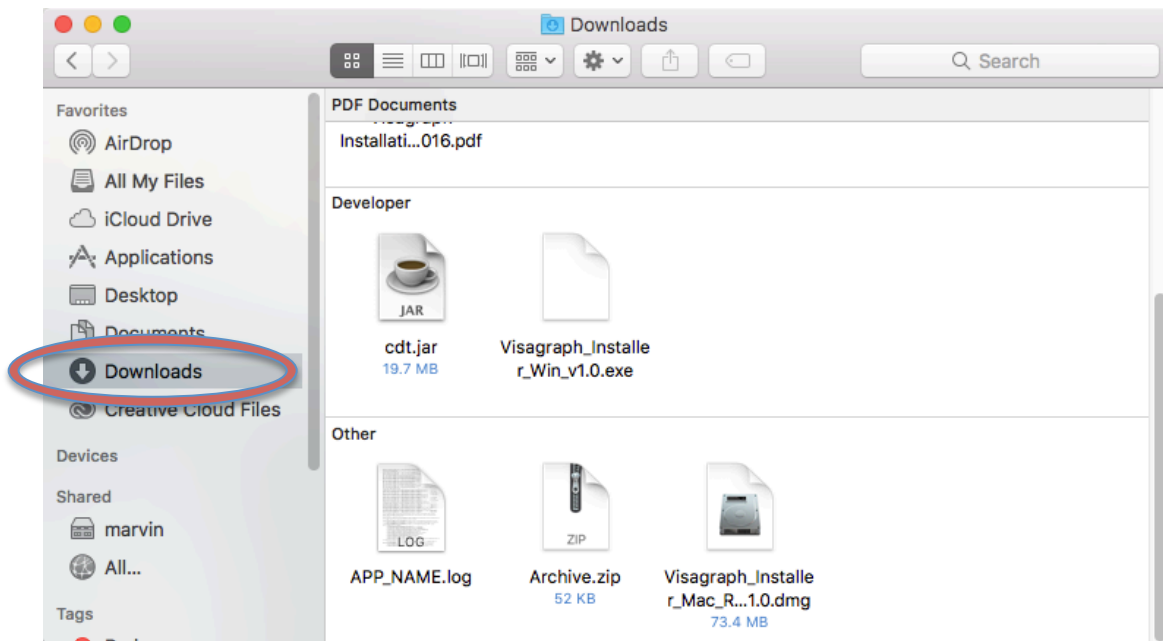 Downloads
Search
Favorites
AirDrop
All My Files
iCloud Drive
Applications
Desktop
Documents
Downloads
Creative Cloud Files
Devices
Shared
marvin
All...
Tags
PDF Documents
Visagraph
Installati...016.pdf
Developer
JAR
cdt.jar
19.7 MB
Visagraph_Installe
r_Win_v1.0.exe
Other
LOG
APP_NAME.log
ZIP
Archive.zip
52 KB
Visagraph_Installe
r_Mac_R...1.0.dmg
73.4 MB